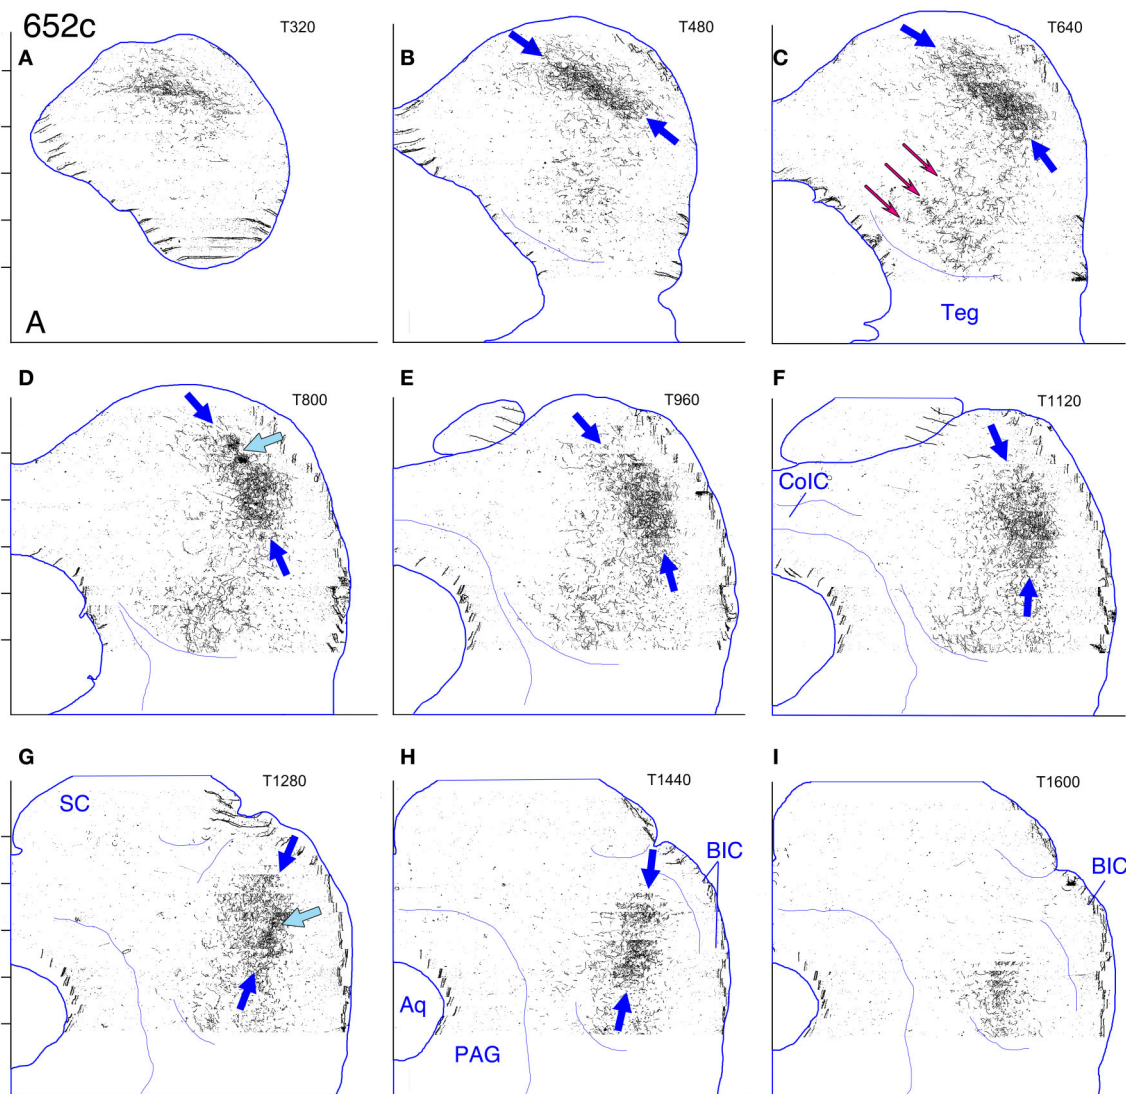 652c
A T320
A
B T480
C T640
Teg
D T800
E T960
F T1120
CoIC
G T1280
SC
H T1440
BIC
Aq
PAG
I T1600
BIC